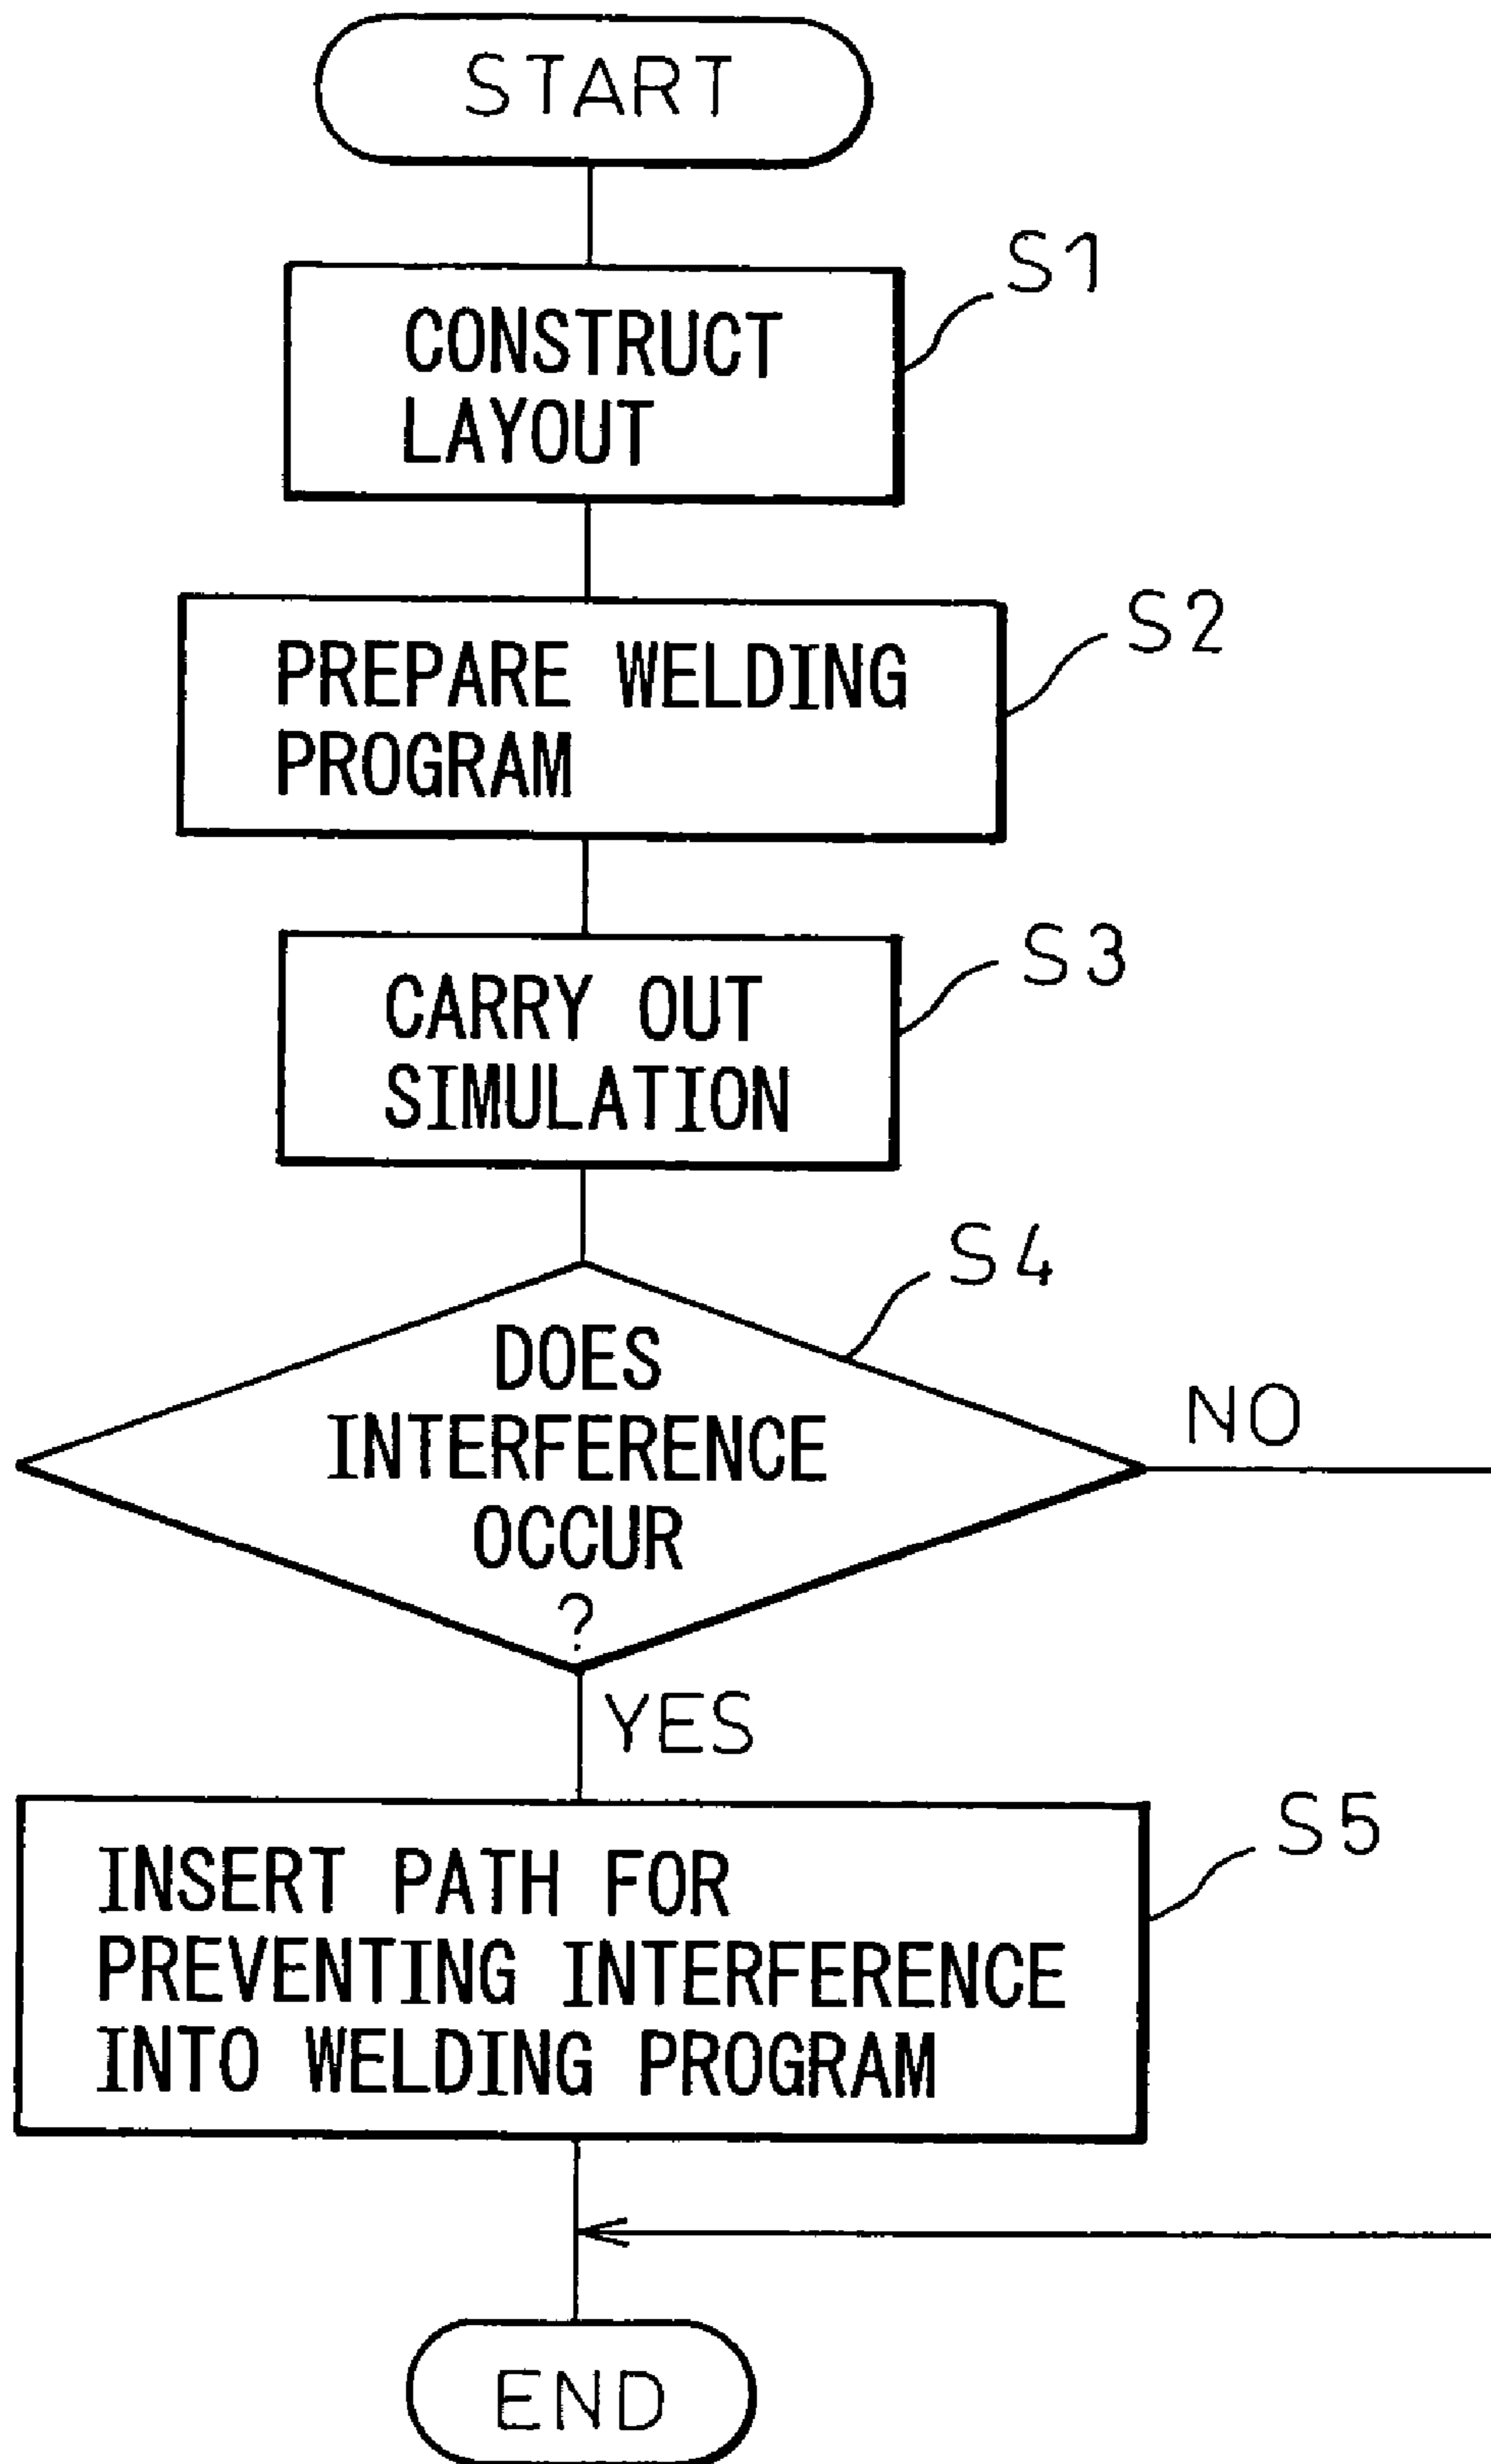 START
S1
CONSTRUCT
LAYOUT
S2
PREPARE WELDING
PROGRAM
S3
CARRY OUT
SIMULATION
S4
DOES
INTERFERENCE
OCCUR
?
NO
YES
S5
INSERT PATH FOR
PREVENTING INTERFERENCE
INTO WELDING PROGRAM
END